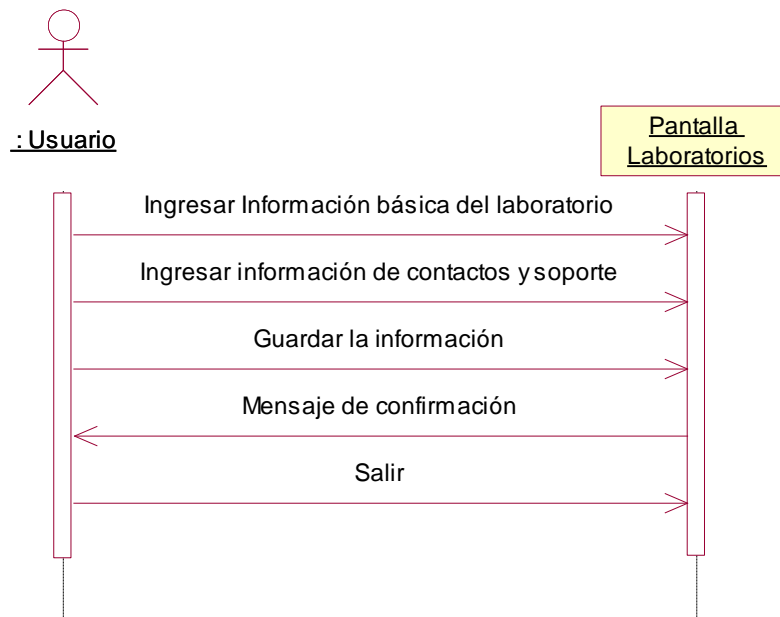 : Usuario
Pantalla
Laboratorios
Ingresar Información básica del laboratorio
Ingresar información de contactos y soporte
Guardar la información
Mensaje de confirmación
Salir